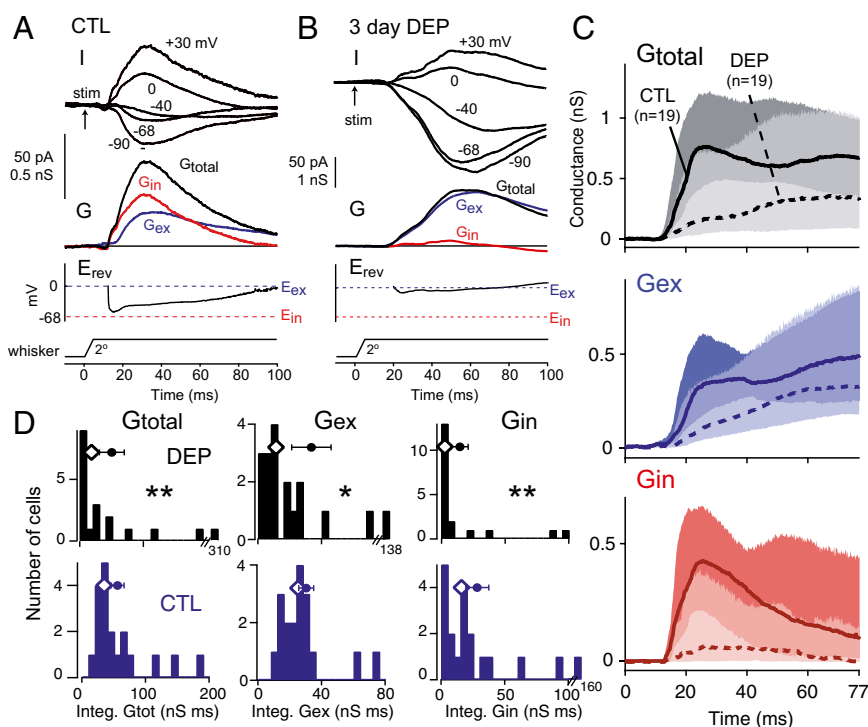 A CTL
I
+30 mV
stim
0
-40
-68
-90
50 pA
0.5 nS
Gtotal
Gin
G
Gex
Erev
0
mV
-68
Eex
Ein
whisker
2°
0 20 40 60 80 100
Time (ms)
B 3 day DEP
I
+30 mV
0
stim
-40
-68
-90
50 pA
1 nS
Gtotal
Gex
G
Gin
Erev
Eex
Ein
2°
0 20 40 60 80 100
Time (ms)
C
Gtotal
DEP
(n=19)
CTL
(n=19)
Conductance (nS)
1
0.5
0
Gex
0.5
0
Gin
0.5
0
0 20 40 60 77
Time (ms)
D
Gtotal Gex Gin
DEP
** * **
Number of cells
5
0
4
2
0
10
5
0
310
138
CTL
4
2
0
4
2
0
4
2
0
0 100 200
Integ. Gtot (nS ms)
0 40 80
Integ. Gex (nS ms)
0 50 100
160
Integ. Gin (nS ms)